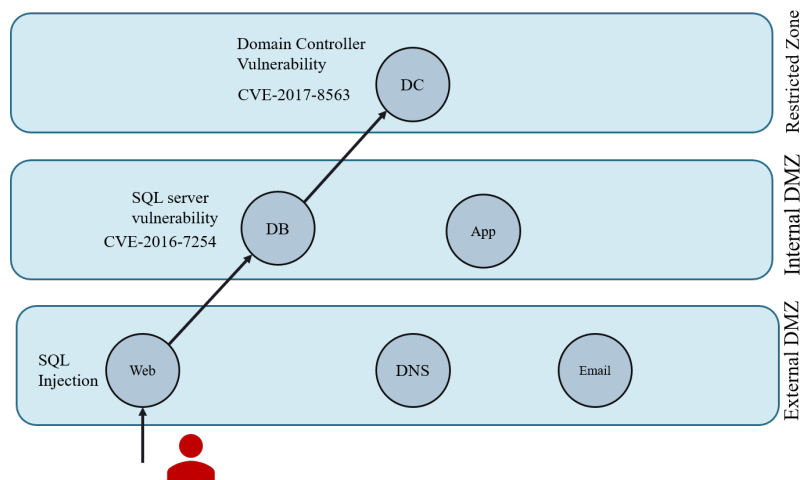 Domain Controller
Vulnerability
CVE-2017-8563
DC
Restricted Zone
SQL server
vulnerability
CVE-2016-7254
DB
App
Internal DMZ
SQL
Injection
Web
DNS
Email
External DMZ